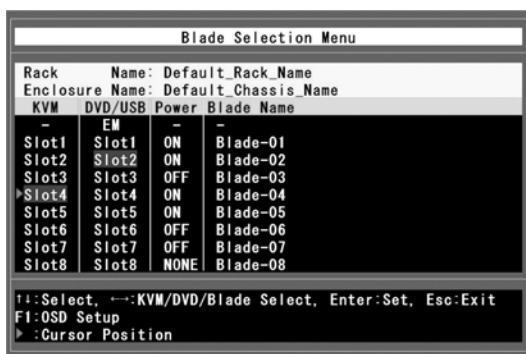 Blade Selection Menu
Rack Name: Default_Rack_Name
Enclosure Name: Default_Chassis_Name
KVM DVD/USB Power Blade Name
- EM - -
Slot1 Slot1 ON Blade-01
Slot2 Slot2 ON Blade-02
Slot3 Slot3 OFF Blade-03
▶Slot4 Slot4 ON Blade-04
Slot5 Slot5 ON Blade-05
Slot6 Slot6 OFF Blade-06
Slot7 Slot7 OFF Blade-07
Slot8 Slot8 NONE Blade-08
↑↓:Select, ←→:KVM/DVD/Blade Select, Enter:Set, Esc:Exit
F1:OSD Setup
▶ :Cursor Position